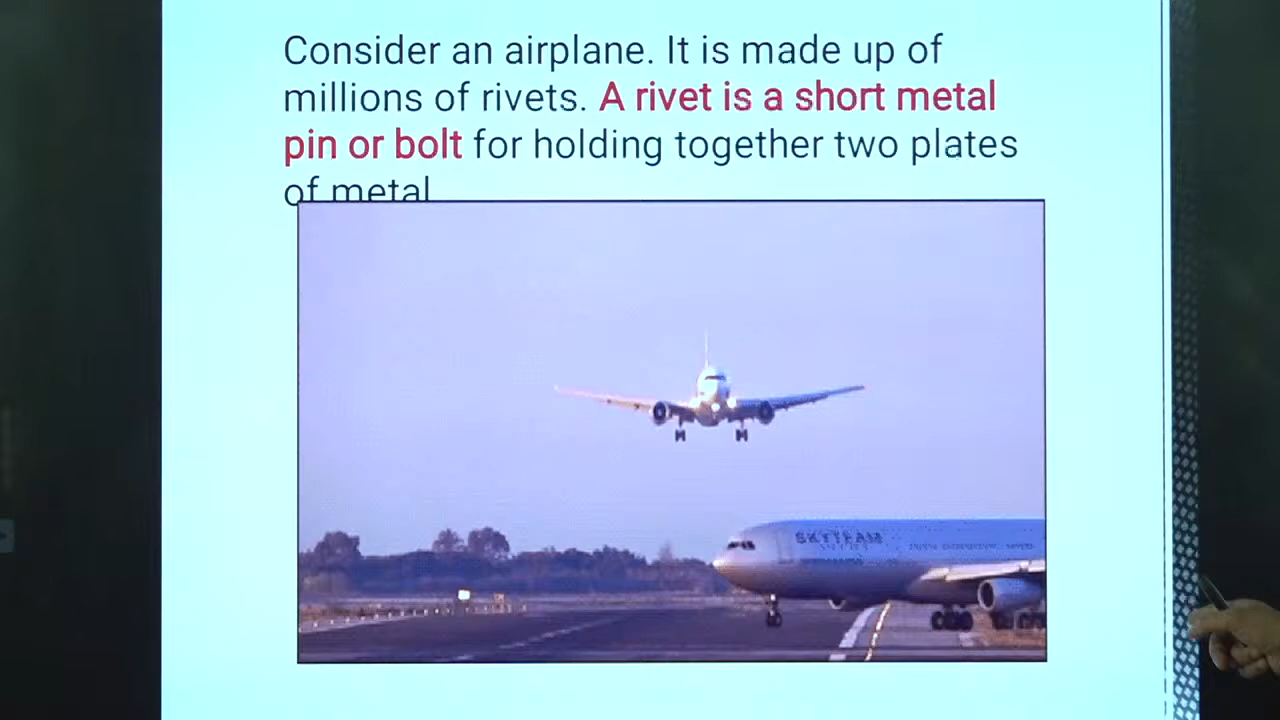 Consider an airplane. It is made up of
millions of rivets. A rivet is a short metal
pin or bolt for holding together two plates
of metal
SKYTEAM